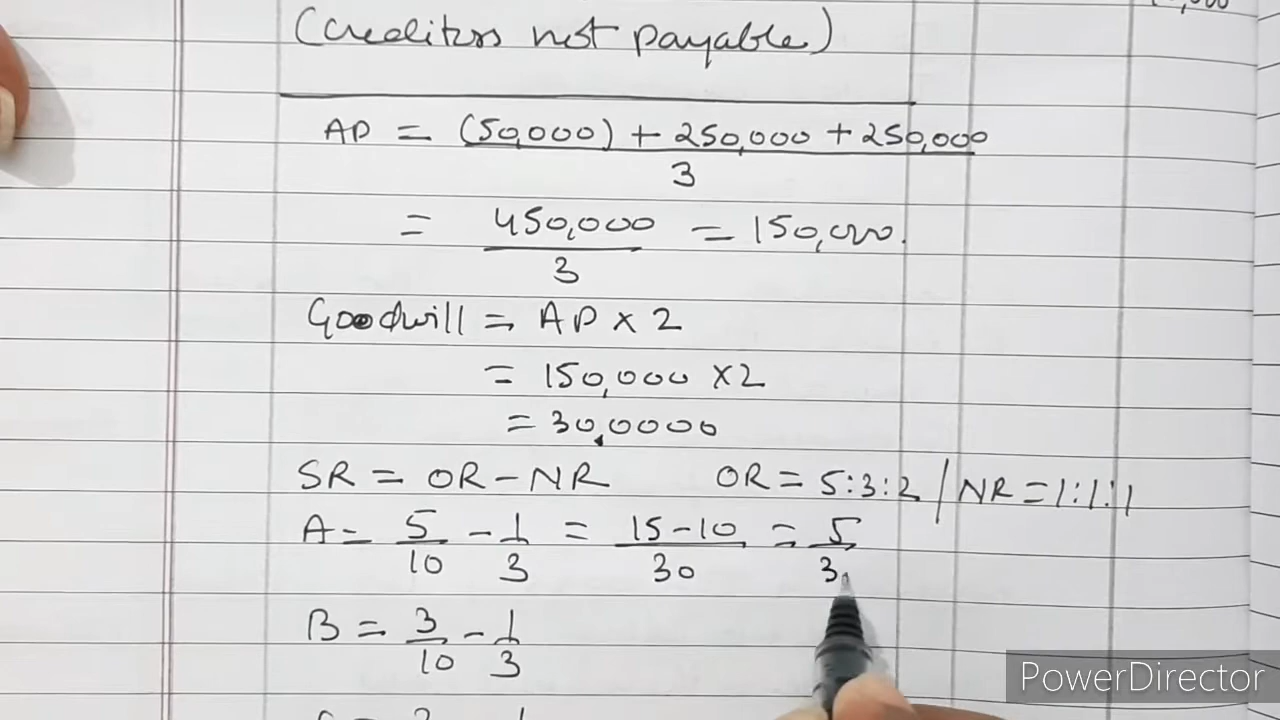 (Creditors not payable)
AP = (50,000) + 250,000 + 250,000
3
= 450,000 = 150,000.
3
Goodwill = AP × 2
= 150,000 × 2
= 30,0000
SR = OR - NR OR = 5:3:2 / NR = 1:1:1
A = 5/10 - 1/3 = 15-10/30 = 5/3
B = 3/10 - 1/3
PowerDirector